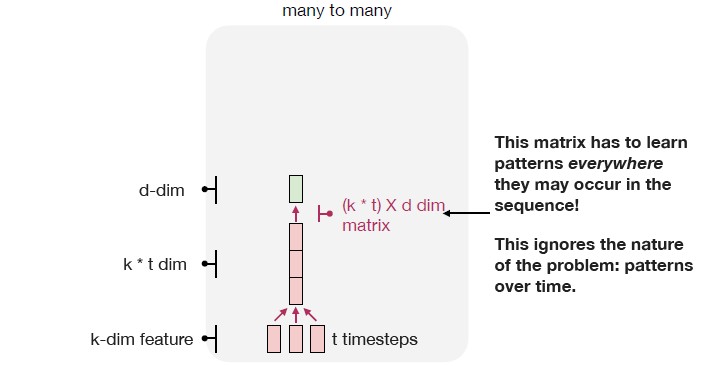 many to many
This matrix has to learn
patterns everywhere
they may occur in the
sequence!
d-dim
(k * t) X d dim
matrix
This ignores the nature
of the problem: patterns
over time.
k * t dim
k-dim feature
t timesteps